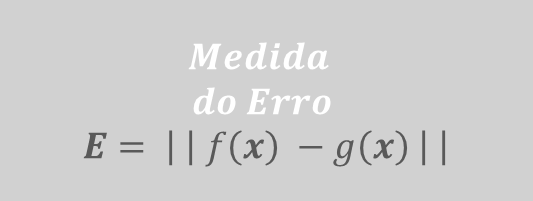 Medida
do Erro
E = ||f(x) − g(x)||